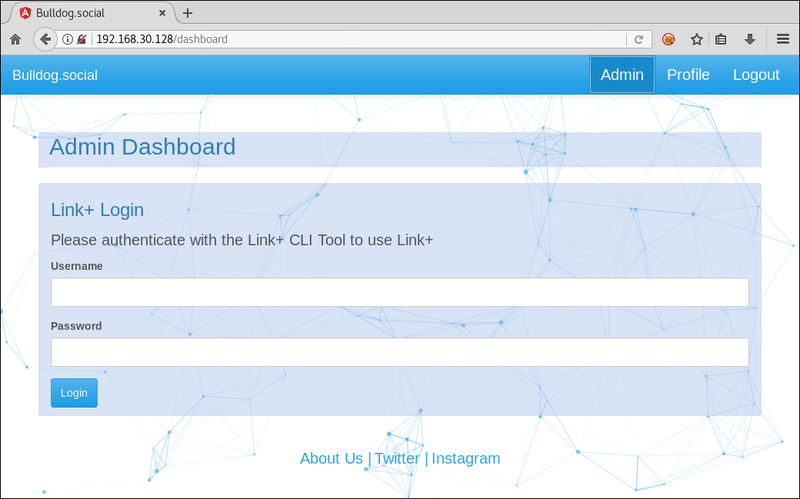 Bulldog.social
192.168.30.128/dashboard
Bulldog.social
Admin Profile Logout
Admin Dashboard
Link+ Login
Please authenticate with the Link+ CLI Tool to use Link+
Username
Password
Login
About Us | Twitter | Instagram